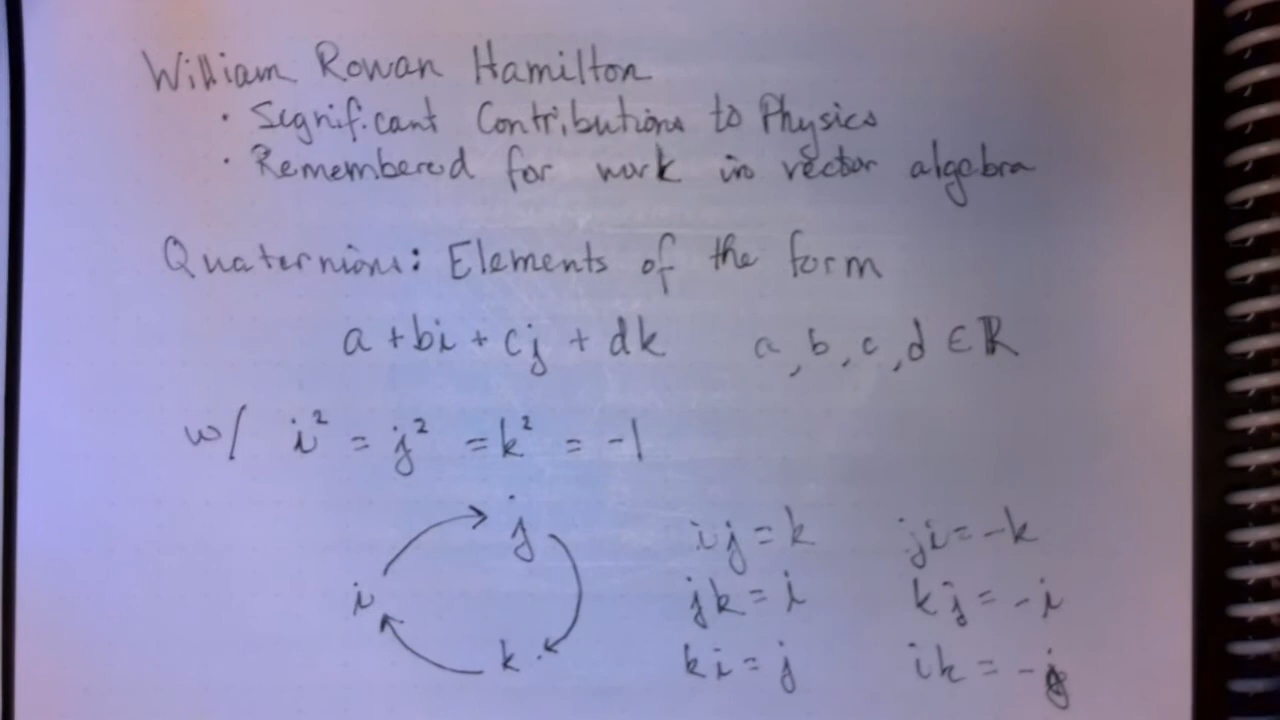 William Rowan Hamilton
· Significant Contributions to Physics
· Remembered for work in vector algebra
Quaternions: Elements of the form
a + bi + cj + dk a, b, c, d ∈ ℝ
w/ i² = j² = k² = -1
j
i
k
ij = k ji = -k
jk = i kj = -i
ki = j ik = -j